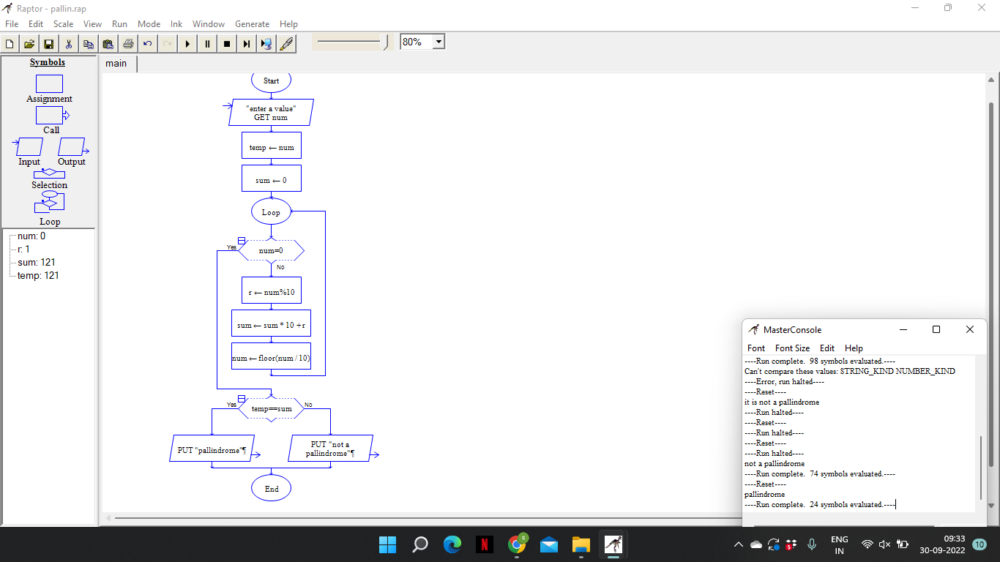 Raptor - pallin.rap
File Edit Scale View Run Mode Ink Window Generate Help
80%
Symbols
Assignment
Call
Input Output
Selection
Loop
num: 0
r: 1
sum: 121
temp: 121
main
Start
"enter a value"
GET num
temp ← num
sum ← 0
Loop
Yes
num=0
No
r ← num%10
sum ← sum * 10 +r
num ← floor(num / 10)
Yes
temp==sum
No
PUT "pallindrome"¶
PUT "not a
pallindrome"¶
End
MasterConsole
Font Font Size Edit Help
----Run complete. 98 symbols evaluated.----
Can't compare these values: STRING_KIND NUMBER_KIND
----Error, run halted----
----Reset----
it is not a pallindrome
----Run halted----
----Reset----
----Run halted----
----Reset----
----Run halted----
not a pallindrome
----Run complete. 74 symbols evaluated.----
----Reset----
pallindrome
----Run complete. 24 symbols evaluated.----
S
N
5
ENG
IN
09:33
30-09-2022
10